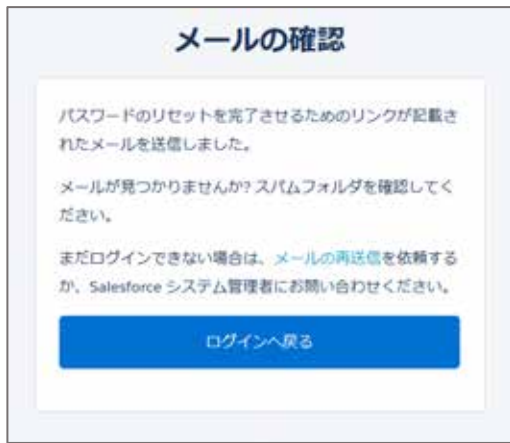 メールの確認
パスワードのリセットを完了させるためのリンクが記載さ
れたメールを送信しました。
メールが見つかりませんか? スパムフォルダを確認してく
ださい。
まだログインできない場合は、メールの再送信を依頼する
か、Salesforce システム管理者にお問い合わせください。
ログインへ戻る